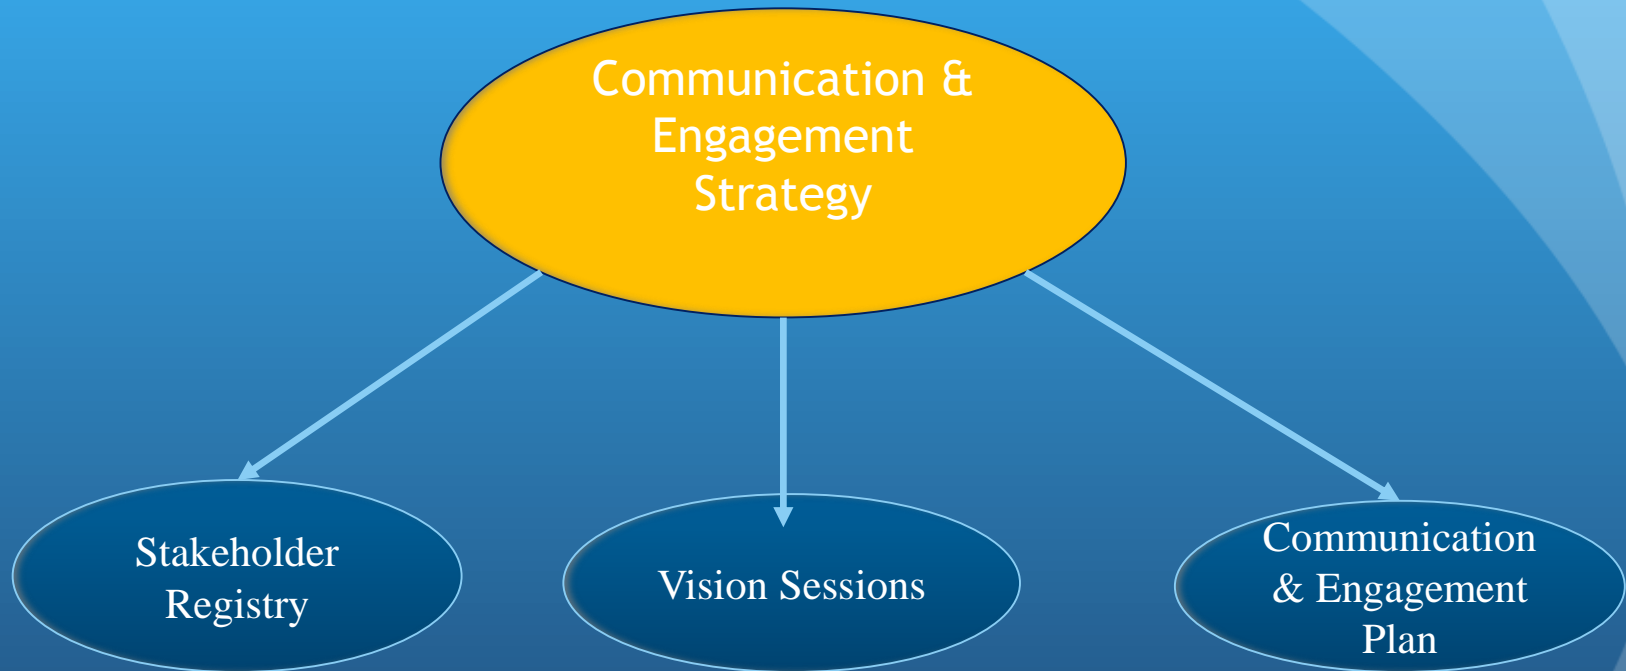 Communication &
Engagement
Strategy
Stakeholder
Registry
Vision Sessions
Communication
& Engagement
Plan